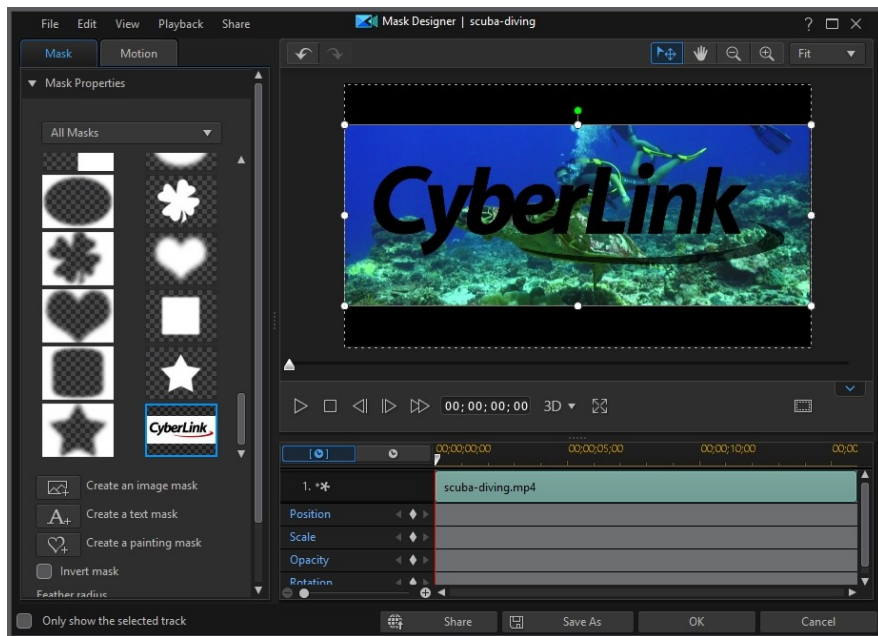 File Edit View Playback Share
Mask Designer | scuba-diving
?
Mask Motion
Fit
Mask Properties
All Masks
CyberLink
CyberLink
Create an image mask
A+ Create a text mask
Create a painting mask
Invert mask
Feather radius
00;00;00;00 3D
00;00;00;00 00;00;05;00 00;00;10;00 00;0C
1. scuba-diving.mp4
Position
Scale
Opacity
Rotation
Only show the selected track
Share Save As OK Cancel